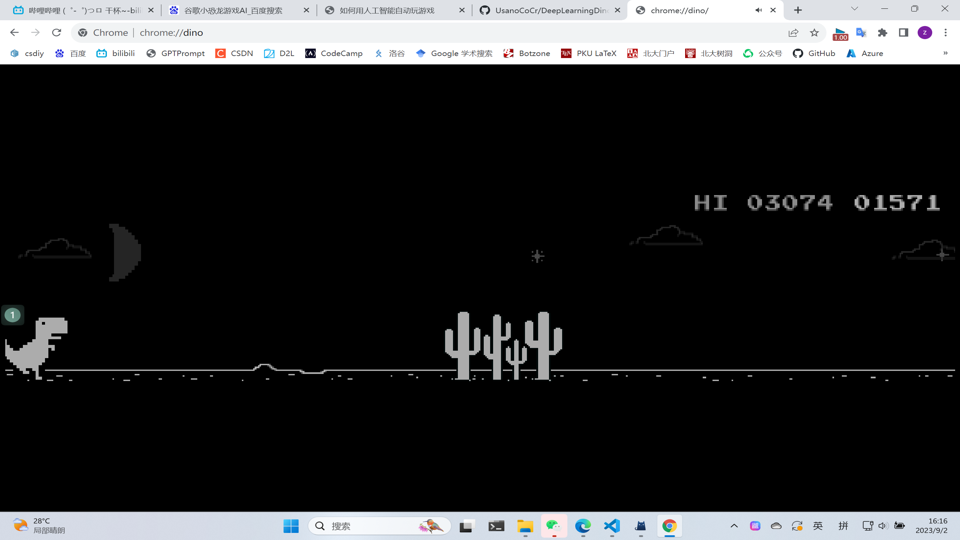 哔哩哔哩 (゜-゜)つロ 干杯~-bili
谷歌小恐龙游戏AI_百度搜索
如何用人工智能自动玩游戏
UsanoCoCr/DeepLearningDin
chrome://dino/
Chrome | chrome://dino
1.00
z
csdiy
百度
bilibili
GPTPrompt
CSDN
D2L
CodeCamp
洛谷
Google 学术搜索
Botzone
PKU LaTeX
北大门户
北大树洞
公众号
GitHub
Azure
»
HI 03074 01571
1
28°C
局部晴朗
搜索
英
拼
16:16
2023/9/2